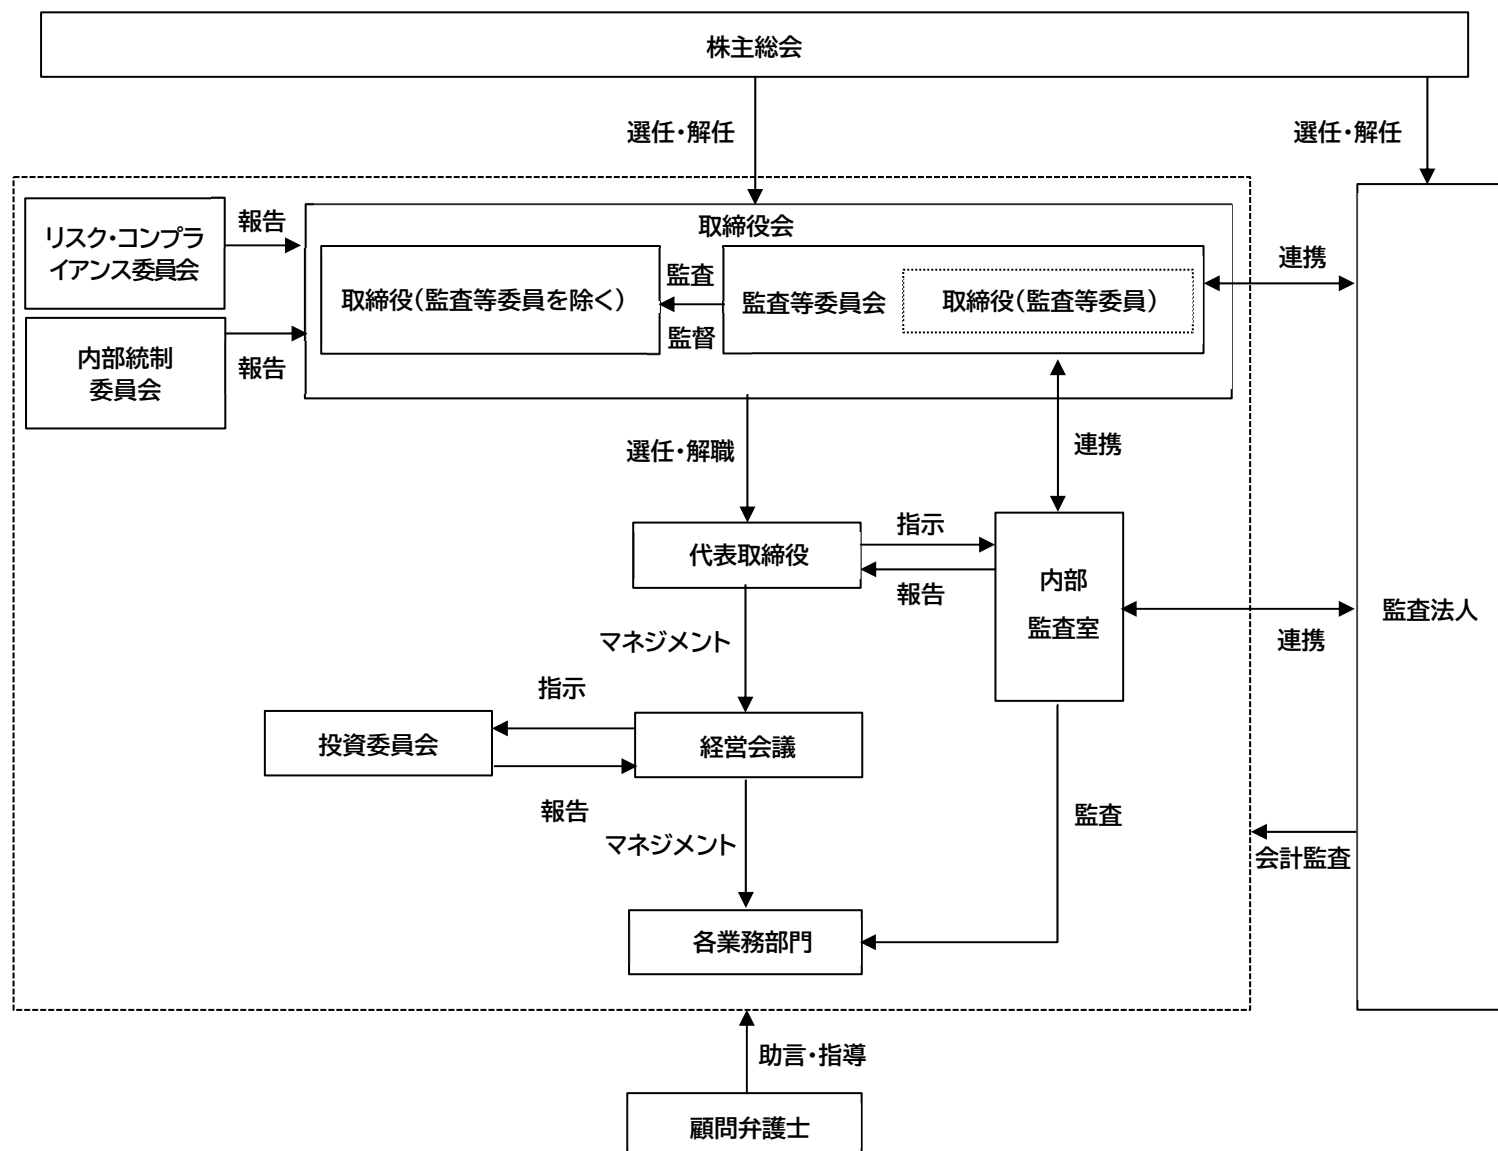 株主総会
選任・解任
選任・解任
リスク・コンプラ
イアンス委員会
報告
取締役会
取締役（監査等委員を除く）
監査
監督
監査等委員会
取締役（監査等委員）
連携
内部統制
委員会
報告
選任・解職
連携
代表取締役
指示
報告
内部
監査室
連携
監査法人
マネジメント
指示
投資委員会
経営会議
報告
マネジメント
監査
会計監査
各業務部門
助言・指導
顧問弁護士